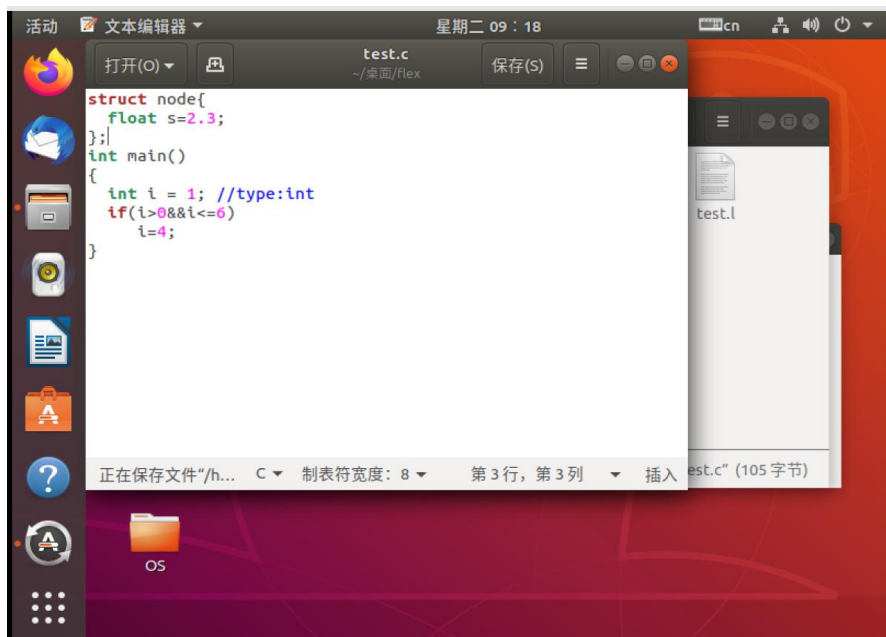 活动 文本编辑器 星期二 09：18 cn
打开(O) test.c 保存(S)
~/桌面/flex
struct node{
  float s=2.3;
};
int main()
{
  int i = 1; //type:int
  if(i>0&&i<=6)
     i=4;
}
正在保存文件“/h... C 制表符宽度：8 第 3 行，第 3 列 插入
test.l
est.c” (105 字节)
OS